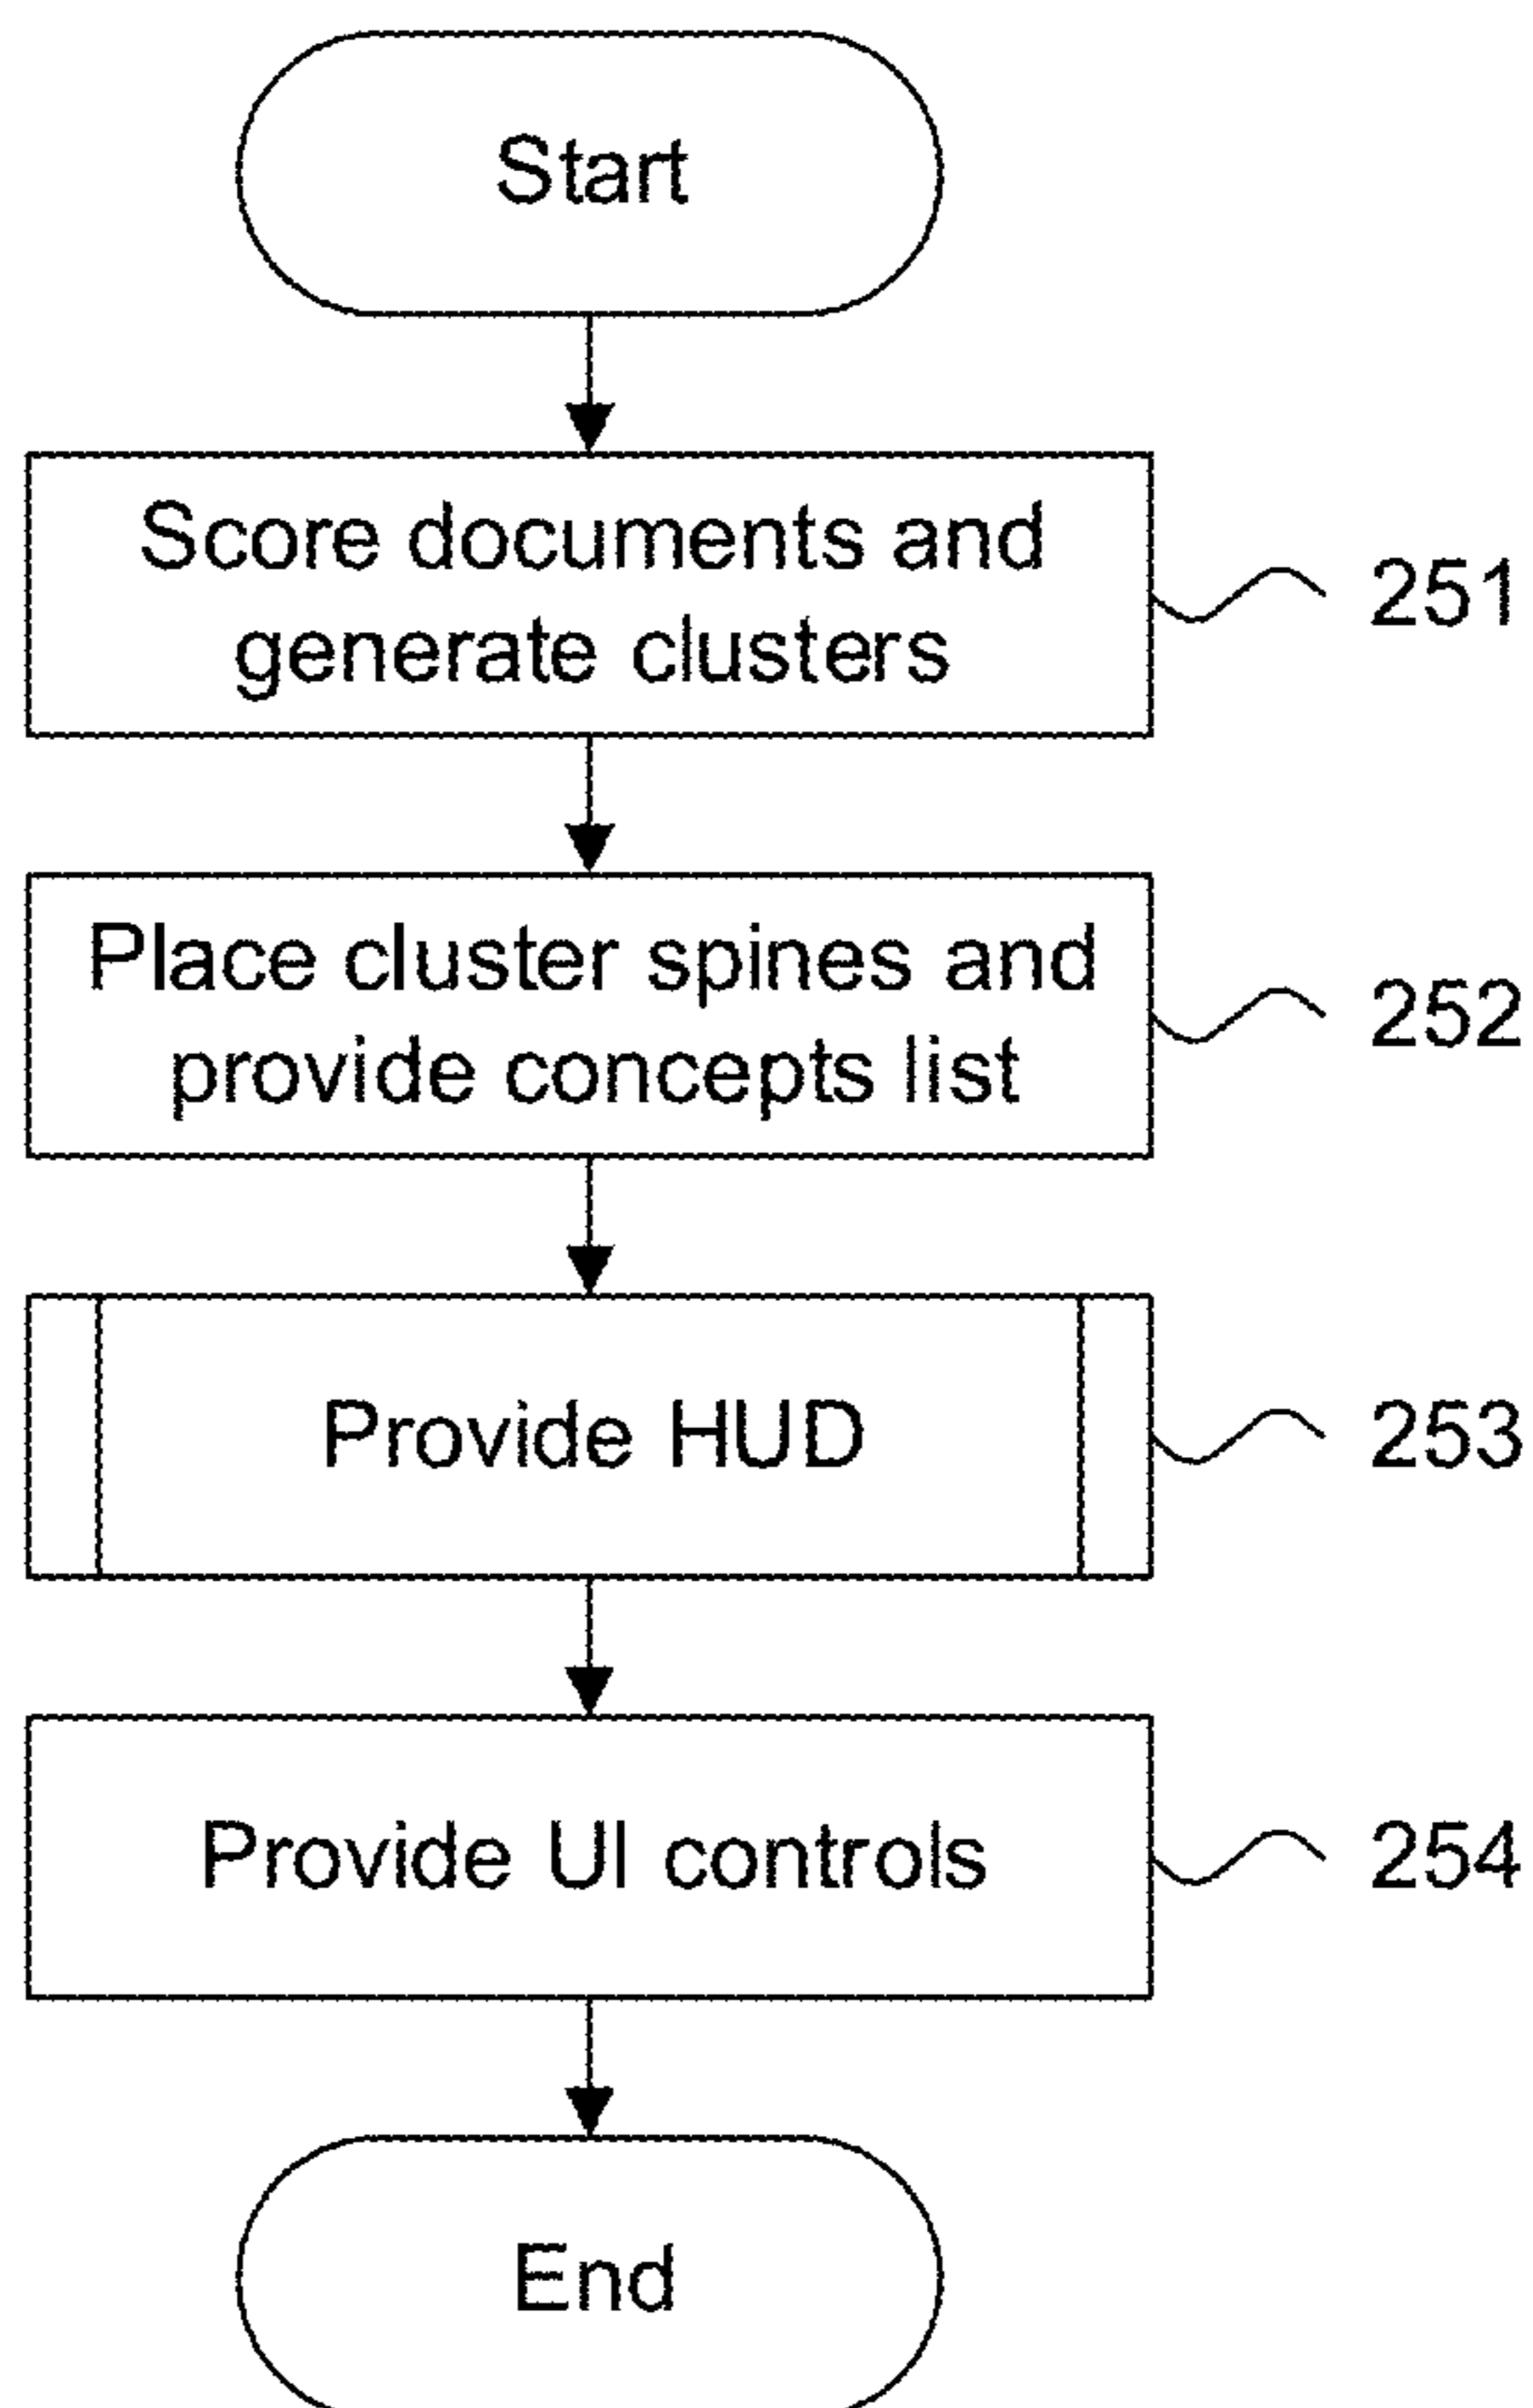 Start
Score documents and
generate clusters
251
Place cluster spines and
provide concepts list
252
Provide HUD
253
Provide UI controls
254
End